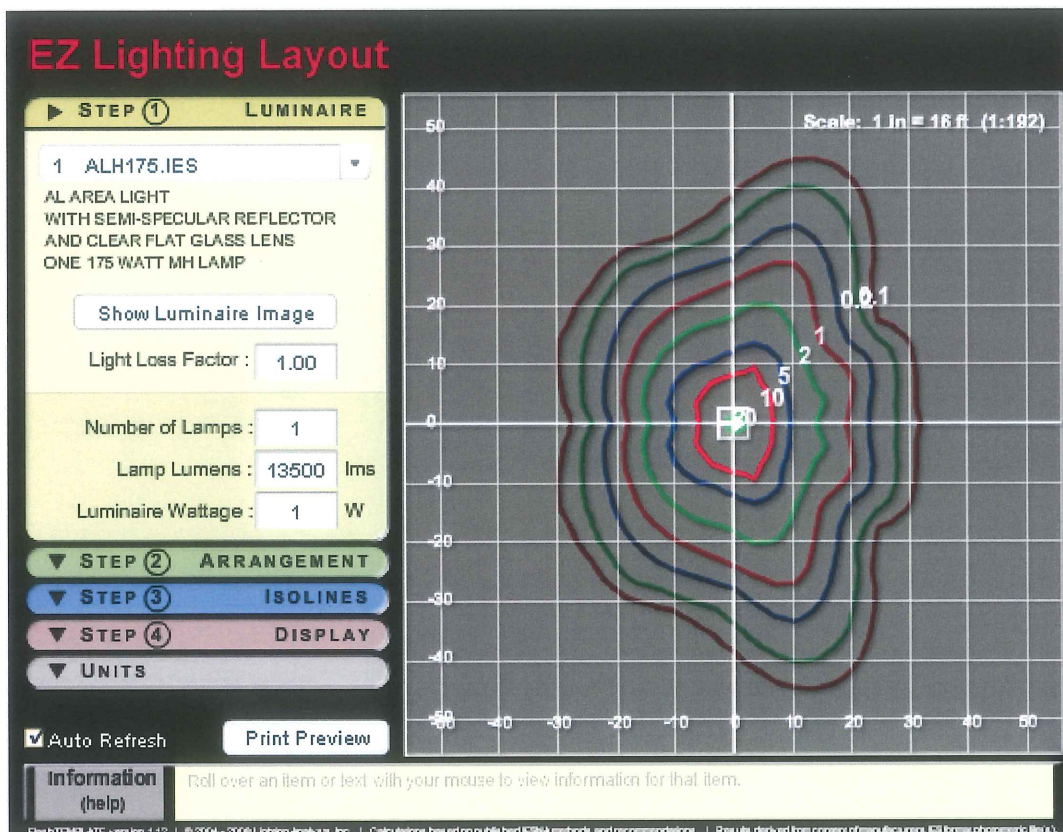 EZ Lighting Layout
▶ STEP 1 LUMINAIRE
1 ALH175.IES
AL AREA LIGHT
WITH SEMI-SPECULAR REFLECTOR
AND CLEAR FLAT GLASS LENS
ONE 175 WATT MH LAMP
Show Luminaire Image
Light Loss Factor : 1.00
Number of Lamps : 1
Lamp Lumens : 13500 lms
Luminaire Wattage : 1 W
▼ STEP 2 ARRANGEMENT
▼ STEP 3 ISOLINES
▼ STEP 4 DISPLAY
▼ UNITS
Auto Refresh
Print Preview
Scale: 1 in = 16 ft (1:192)
50
40
30
20
10
0
-10
-20
-30
-40
-50
-40 -30 -20 -10 0 10 20 30 40 50
0.1
1
2
5
10
Information
(help)
Roll over an item or text with your mouse to view information for that item.